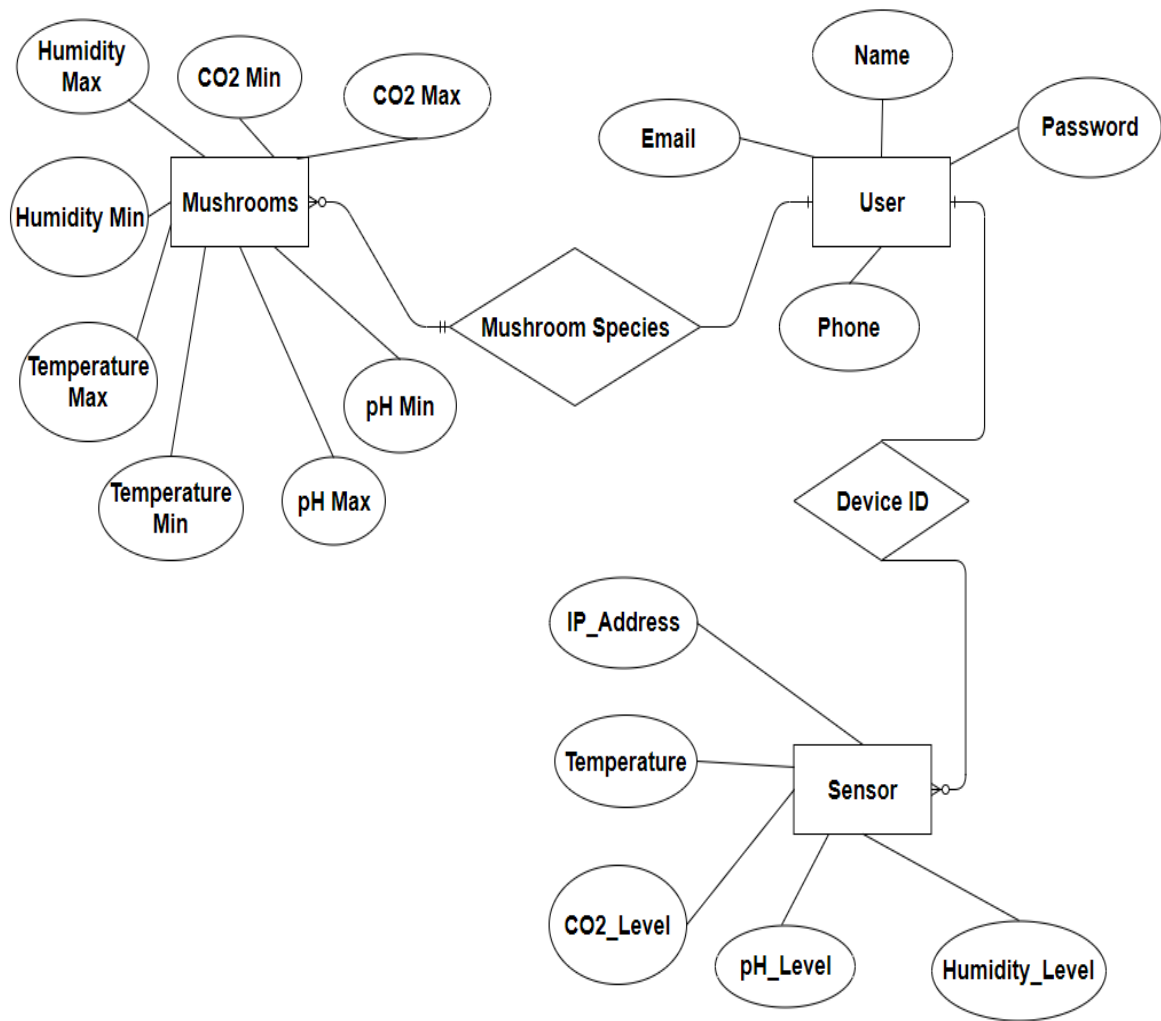 Humidity
Max
CO2 Min
CO2 Max
Name
Email
Password
Mushrooms
User
Humidity Min
Mushroom Species
Phone
Temperature
Max
pH Min
Temperature
Min
pH Max
Device ID
IP_Address
Temperature
Sensor
CO2_Level
pH_Level
Humidity_Level